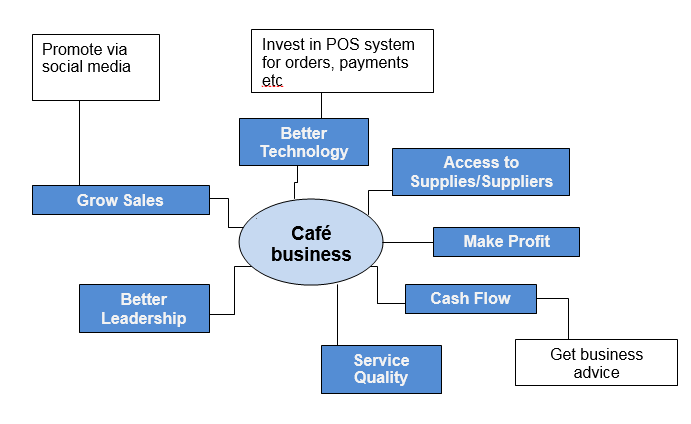 Promote via
social media
Invest in POS system
for orders, payments
etc
Better
Technology
Access to
Supplies/Suppliers
Grow Sales
Café
business
Make Profit
Better
Leadership
Cash Flow
Service
Quality
Get business
advice